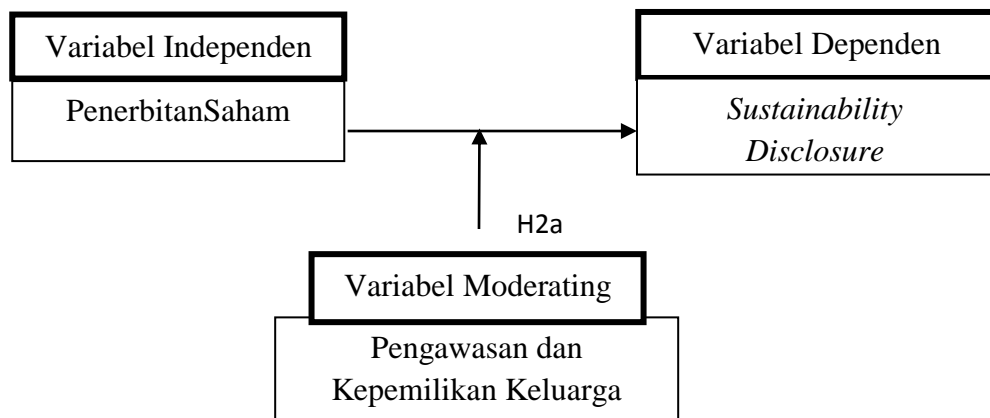 Variabel Independen
PenerbitanSaham
Variabel Dependen
Sustainability
Disclosure
H2a
Variabel Moderating
Pengawasan dan
Kepemilikan Keluarga